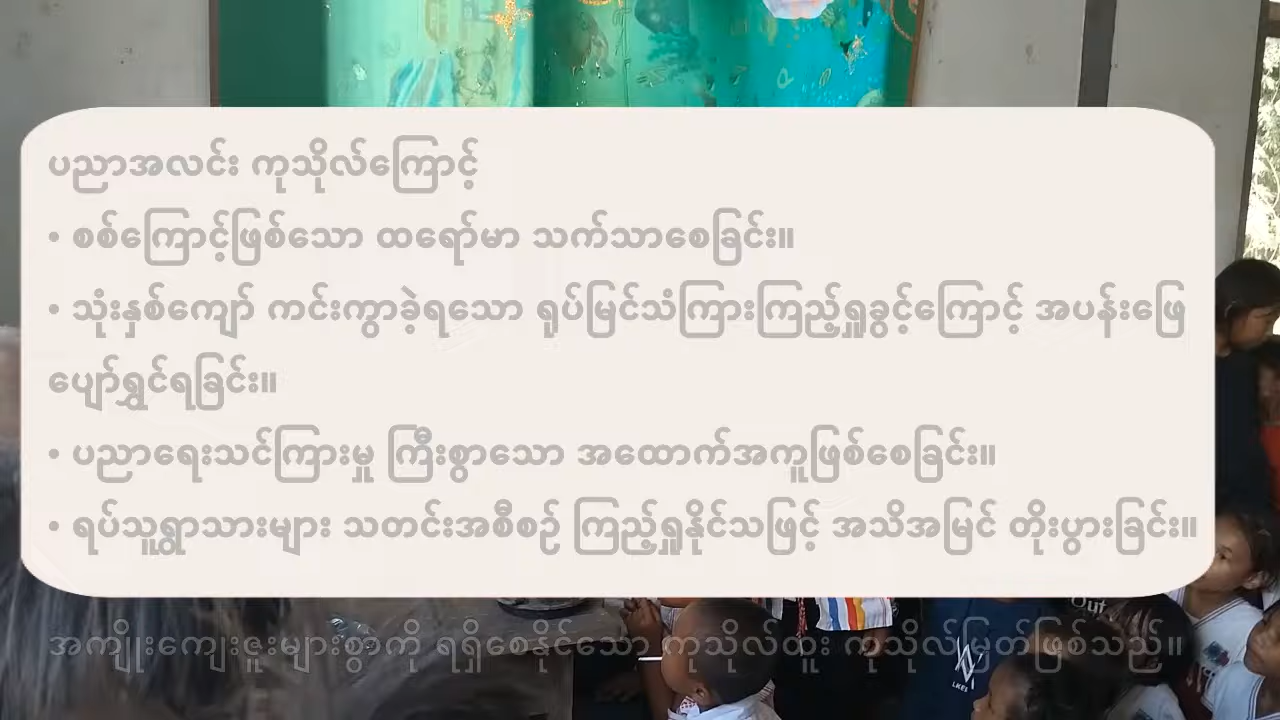 ပညာအလင်း ကုသိုလ်ကြောင့်
• စစ်ကြောင့်ဖြစ်သော ထရော်မာ သက်သာစေခြင်း။
• သုံးနှစ်ကျော် ကင်းကွာခဲ့ရသော ရုပ်မြင်သံကြားကြည့်ရှုခွင့်ကြောင့် အပန်းဖြေ
ပျော်ရွှင်ရခြင်း။
• ပညာရေးသင်ကြားမှု ကြီးစွာသော အထောက်အကူဖြစ်စေခြင်း။
• ရပ်သူရွာသားများ သတင်းအစီစဉ် ကြည့်ရှုနိုင်သဖြင့် အသိအမြင် တိုးပွားခြင်း။
Out
အကျိုးကျေးဇူးများစွာကို ရရှိစေနိုင်သော ကုသိုလ်ထူး ကုသိုလ်မြတ်ဖြစ်သည်။